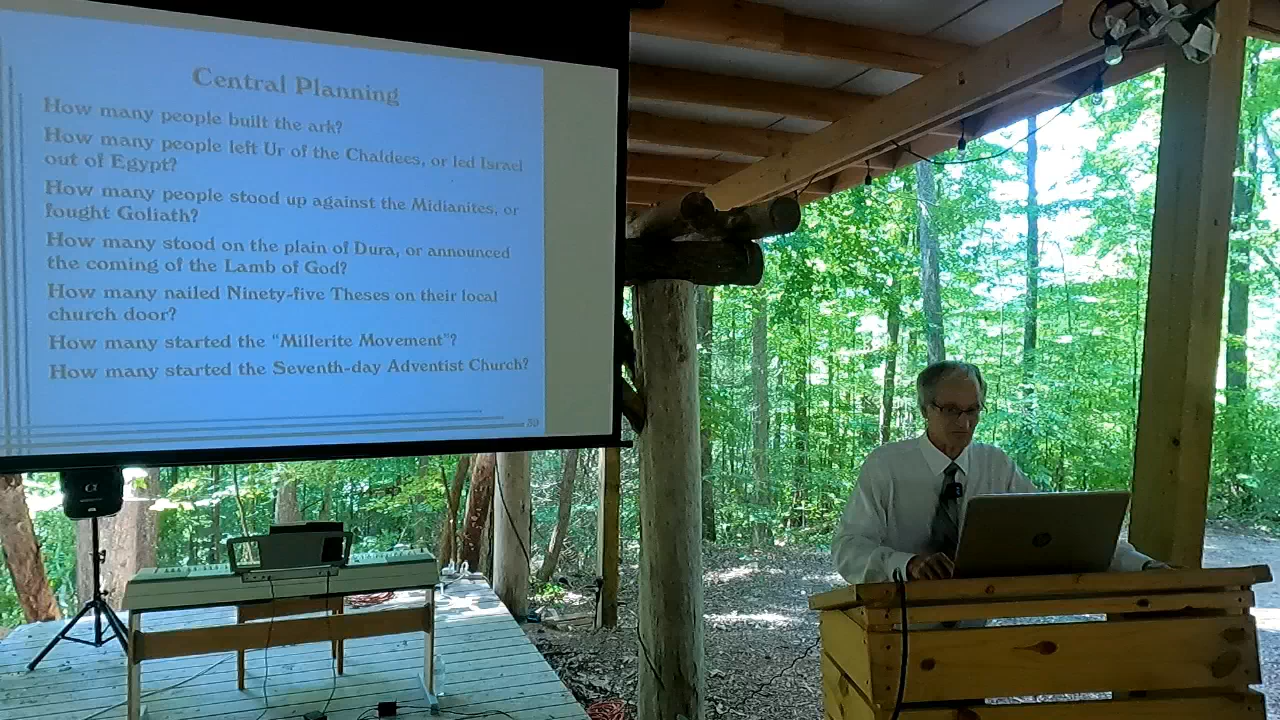 Central Planning
How many people built the ark?
How many people left Ur of the Chaldees, or led Israel
out of Egypt?
How many people stood up against the Midianites, or
fought Goliath?
How many stood on the plain of Dura, or announced
the coming of the Lamb of God?
How many nailed Ninety-five Theses on their local
church door?
How many started the "Millerite Movement"?
How many started the Seventh-day Adventist Church?
hp